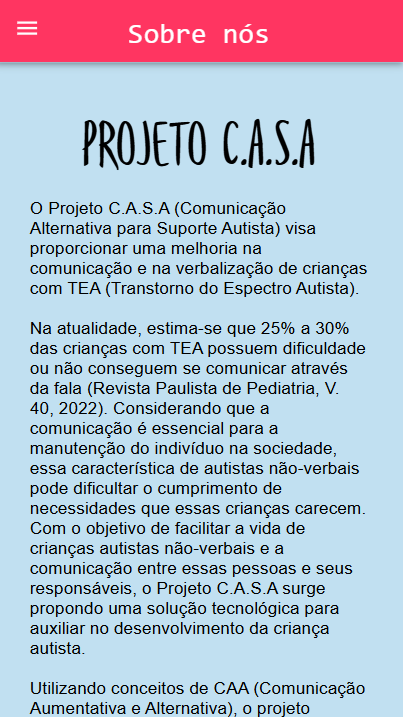 Sobre nós
PROJETO C.A.S.A
O Projeto C.A.S.A (Comunicação
Alternativa para Suporte Autista) visa
proporcionar uma melhoria na
comunicação e na verbalização de crianças
com TEA (Transtorno do Espectro Autista).
Na atualidade, estima-se que 25% a 30%
das crianças com TEA possuem dificuldade
ou não conseguem se comunicar através
da fala (Revista Paulista de Pediatria, V.
40, 2022). Considerando que a
comunicação é essencial para a
manutenção do indivíduo na sociedade,
essa característica de autistas não-verbais
pode dificultar o cumprimento de
necessidades que essas crianças carecem.
Com o objetivo de facilitar a vida de
crianças autistas não-verbais e a
comunicação entre essas pessoas e seus
responsáveis, o Projeto C.A.S.A surge
propondo uma solução tecnológica para
auxiliar no desenvolvimento da criança
autista.
Utilizando conceitos de CAA (Comunicação
Aumentativa e Alternativa), o projeto